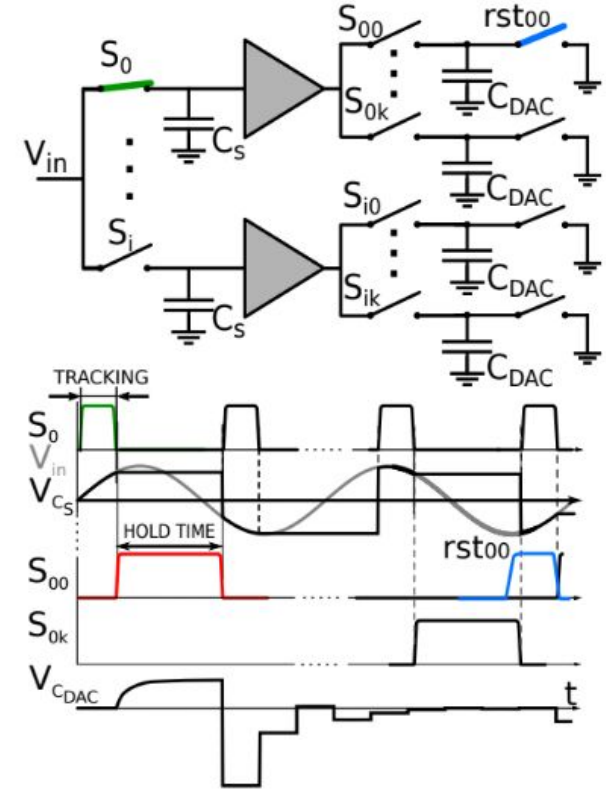 S00
rst00
S0
CDAC
S0k
Cs
Vin
CDAC
Si0
Si
CDAC
Sik
Cs
CDAC
TRACKING
S0
Vin
VCS
HOLD TIME
rst00
S00
S0k
VCDAC
t